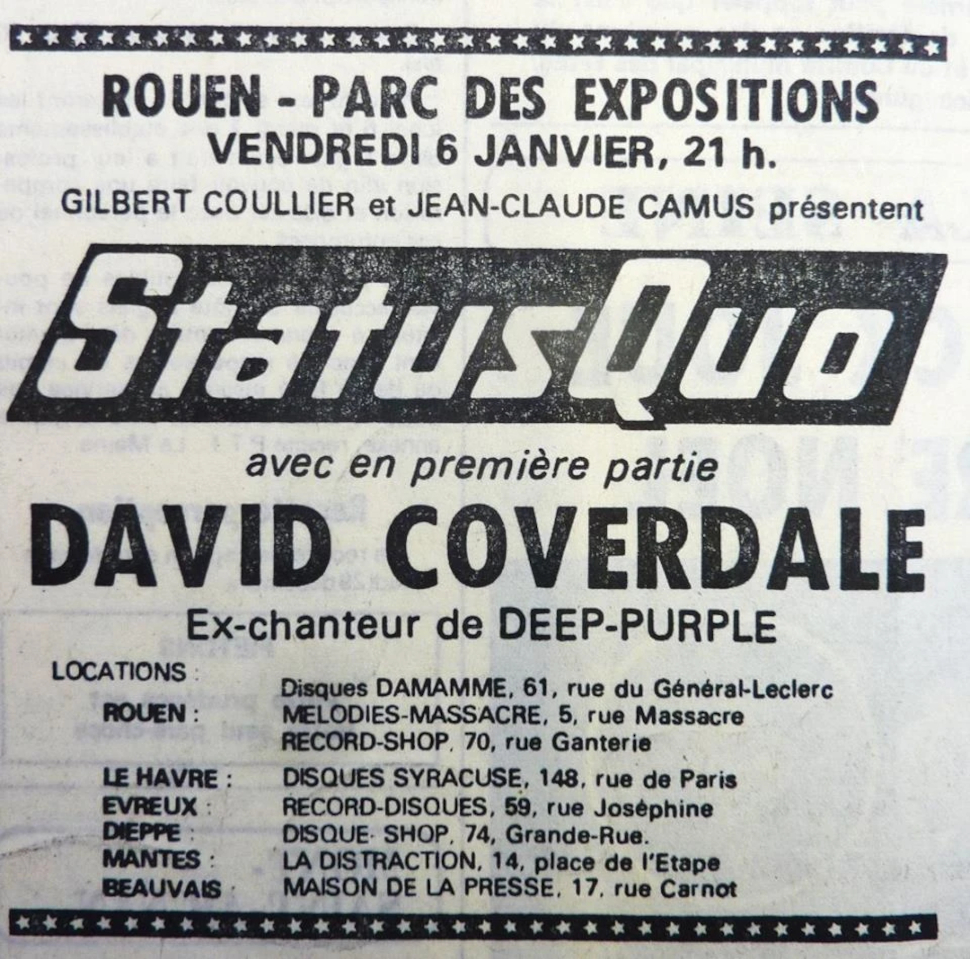 ROUEN - PARC DES EXPOSITIONS
VENDREDI 6 JANVIER, 21 h.
GILBERT COULLIER et JEAN-CLAUDE CAMUS présentent
StatusQuo
avec en première partie
DAVID COVERDALE
Ex-chanteur de DEEP-PURPLE
LOCATIONS :
Disques DAMAMME, 61, rue du Général-Leclerc
ROUEN : MELODIES-MASSACRE, 5, rue Massacre
RECORD-SHOP, 70, rue Ganterie
LE HAVRE : DISQUES SYRACUSE, 148, rue de Paris
EVREUX : RECORD-DISQUES, 59, rue Joséphine
DIEPPE : DISQUE- SHOP, 74, Grande-Rue.
MANTES : LA DISTRACTION, 14, place de l'Etape
BEAUVAIS : MAISON DE LA PRESSE, 17, rue Carnot